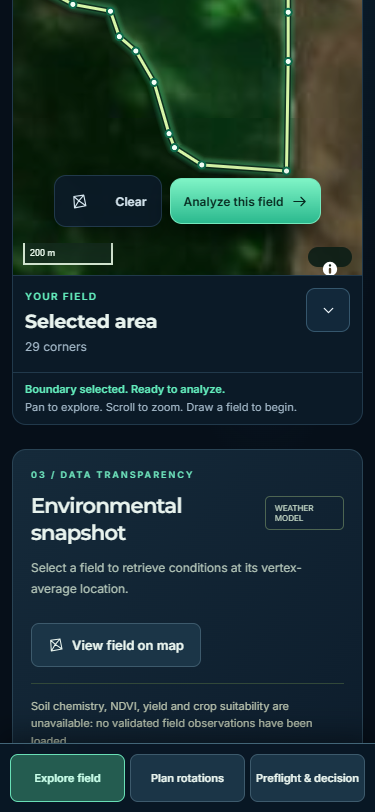 Clear
Analyze this field
200 m
YOUR FIELD
Selected area
29 corners
Boundary selected. Ready to analyze.
Pan to explore. Scroll to zoom. Draw a field to begin.
03 / DATA TRANSPARENCY
Environmental
snapshot
WEATHER
MODEL
Select a field to retrieve conditions at its vertex-
average location.
View field on map
Soil chemistry, NDVI, yield and crop suitability are
unavailable: no validated field observations have been
loaded.
Explore field
Plan rotations
Preflight & decision